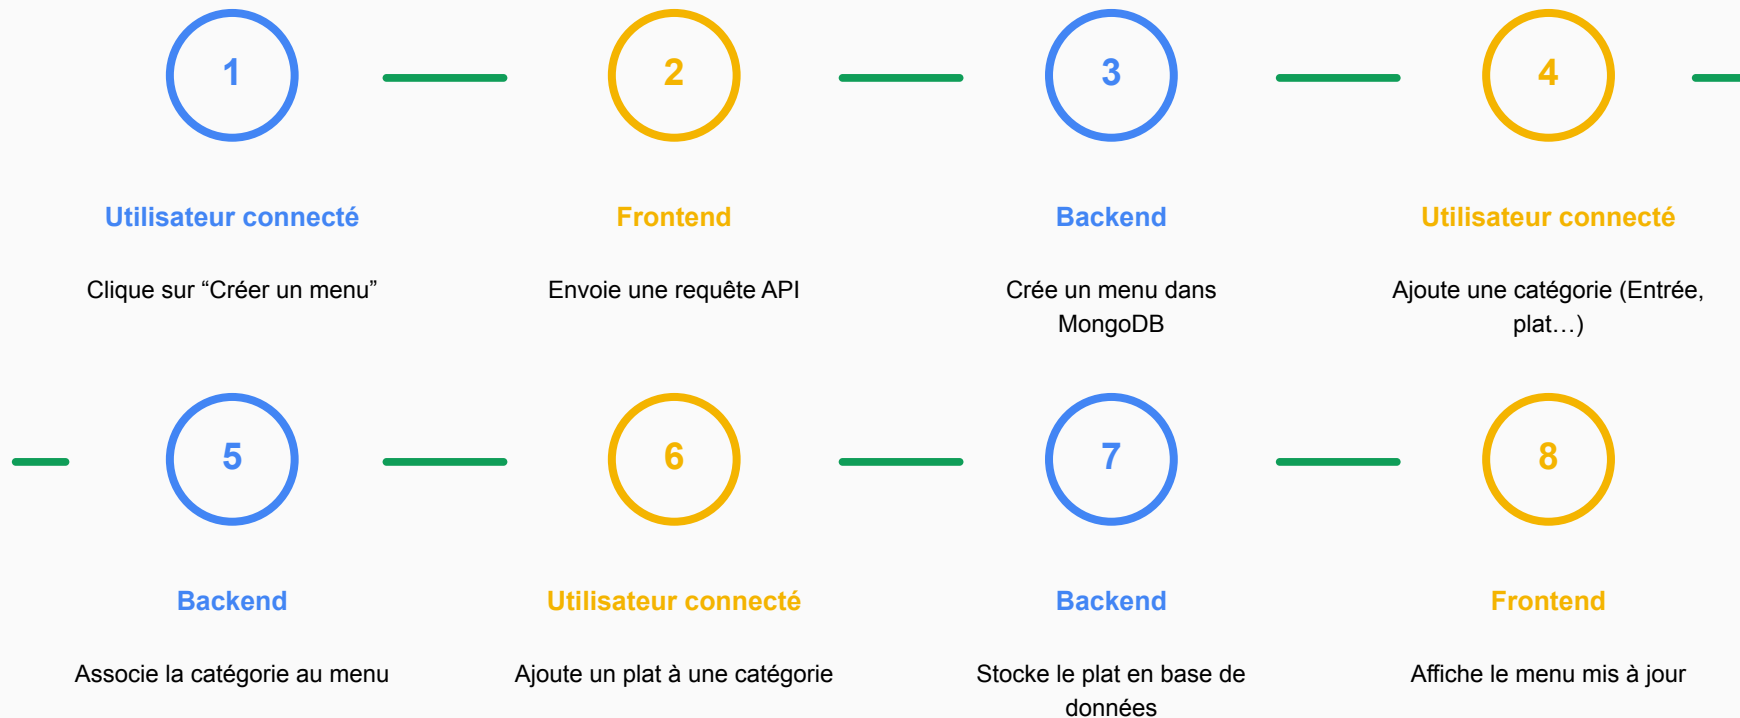 1
2
3
4
Utilisateur connecté
Frontend
Backend
Utilisateur connecté
Clique sur “Créer un menu”
Envoie une requête API
Crée un menu dans
MongoDB
Ajoute une catégorie (Entrée,
plat…)
5
6
7
8
Backend
Utilisateur connecté
Backend
Frontend
Associe la catégorie au menu
Ajoute un plat à une catégorie
Stocke le plat en base de
données
Affiche le menu mis à jour